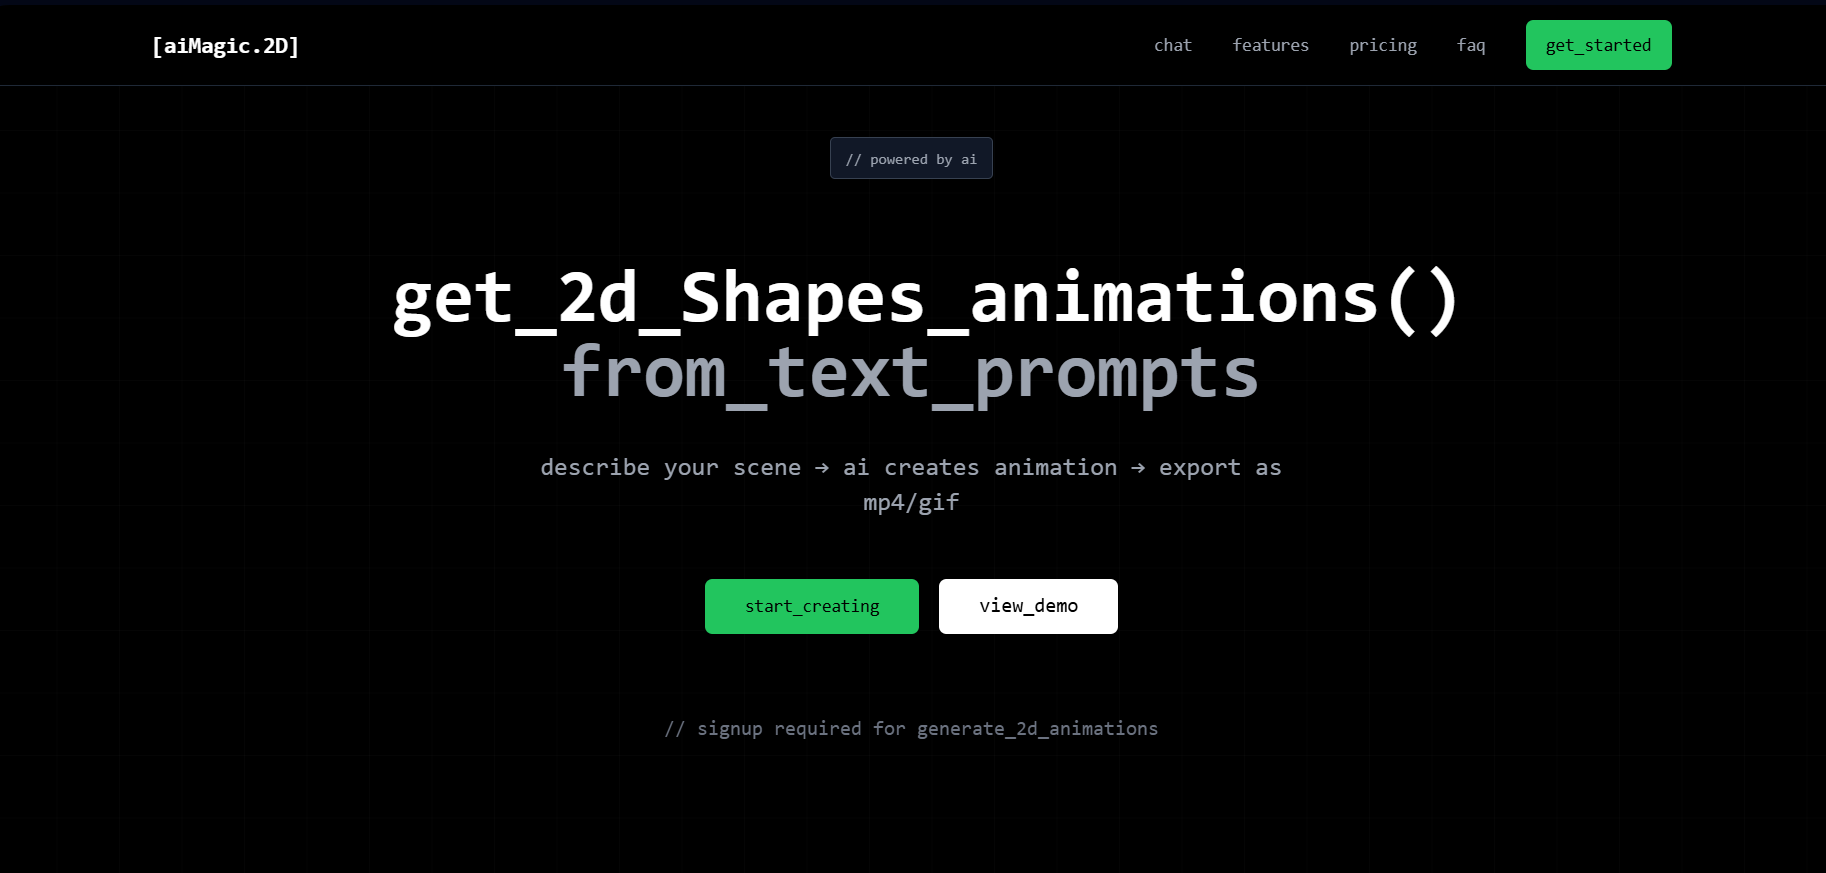 [aiMagic.2D]
chat
features
pricing
faq
get_started
// powered by ai
get_2d_Shapes_animations()
from_text_prompts
describe your scene → ai creates animation → export as
mp4/gif
start_creating
view_demo
// signup required for generate_2d_animations